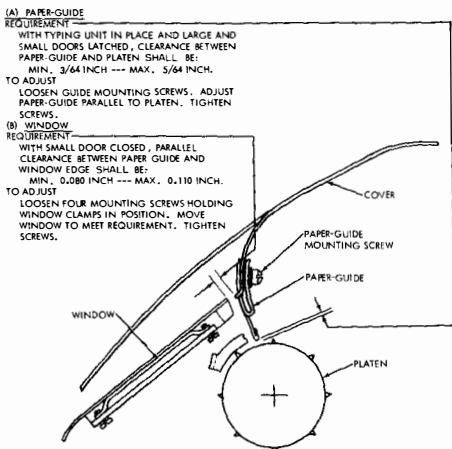 (A) PAPER-GUIDE
REQUIREMENT
WITH TYPING UNIT IN PLACE AND LARGE AND
SMALL DOORS LATCHED, CLEARANCE BETWEEN
PAPER-GUIDE AND PLATEN SHALL BE:
MIN. 3/64 INCH --- MAX. 5/64 INCH.
TO ADJUST
LOOSEN GUIDE MOUNTING SCREWS. ADJUST
PAPER-GUIDE PARALLEL TO PLATEN. TIGHTEN
SCREWS.
(B) WINDOW
REQUIREMENT
WITH SMALL DOOR CLOSED, PARALLEL
CLEARANCE BETWEEN PAPER GUIDE AND
WINDOW EDGE SHALL BE:
MIN. 0.080 INCH --- MAX. 0.110 INCH.
TO ADJUST
LOOSEN FOUR MOUNTING SCREWS HOLDING
WINDOW CLAMPS IN POSITION. MOVE
WINDOW TO MEET REQUIREMENT. TIGHTEN
SCREWS.
COVER
PAPER-GUIDE
MOUNTING SCREW
PAPER-GUIDE
WINDOW
PLATEN